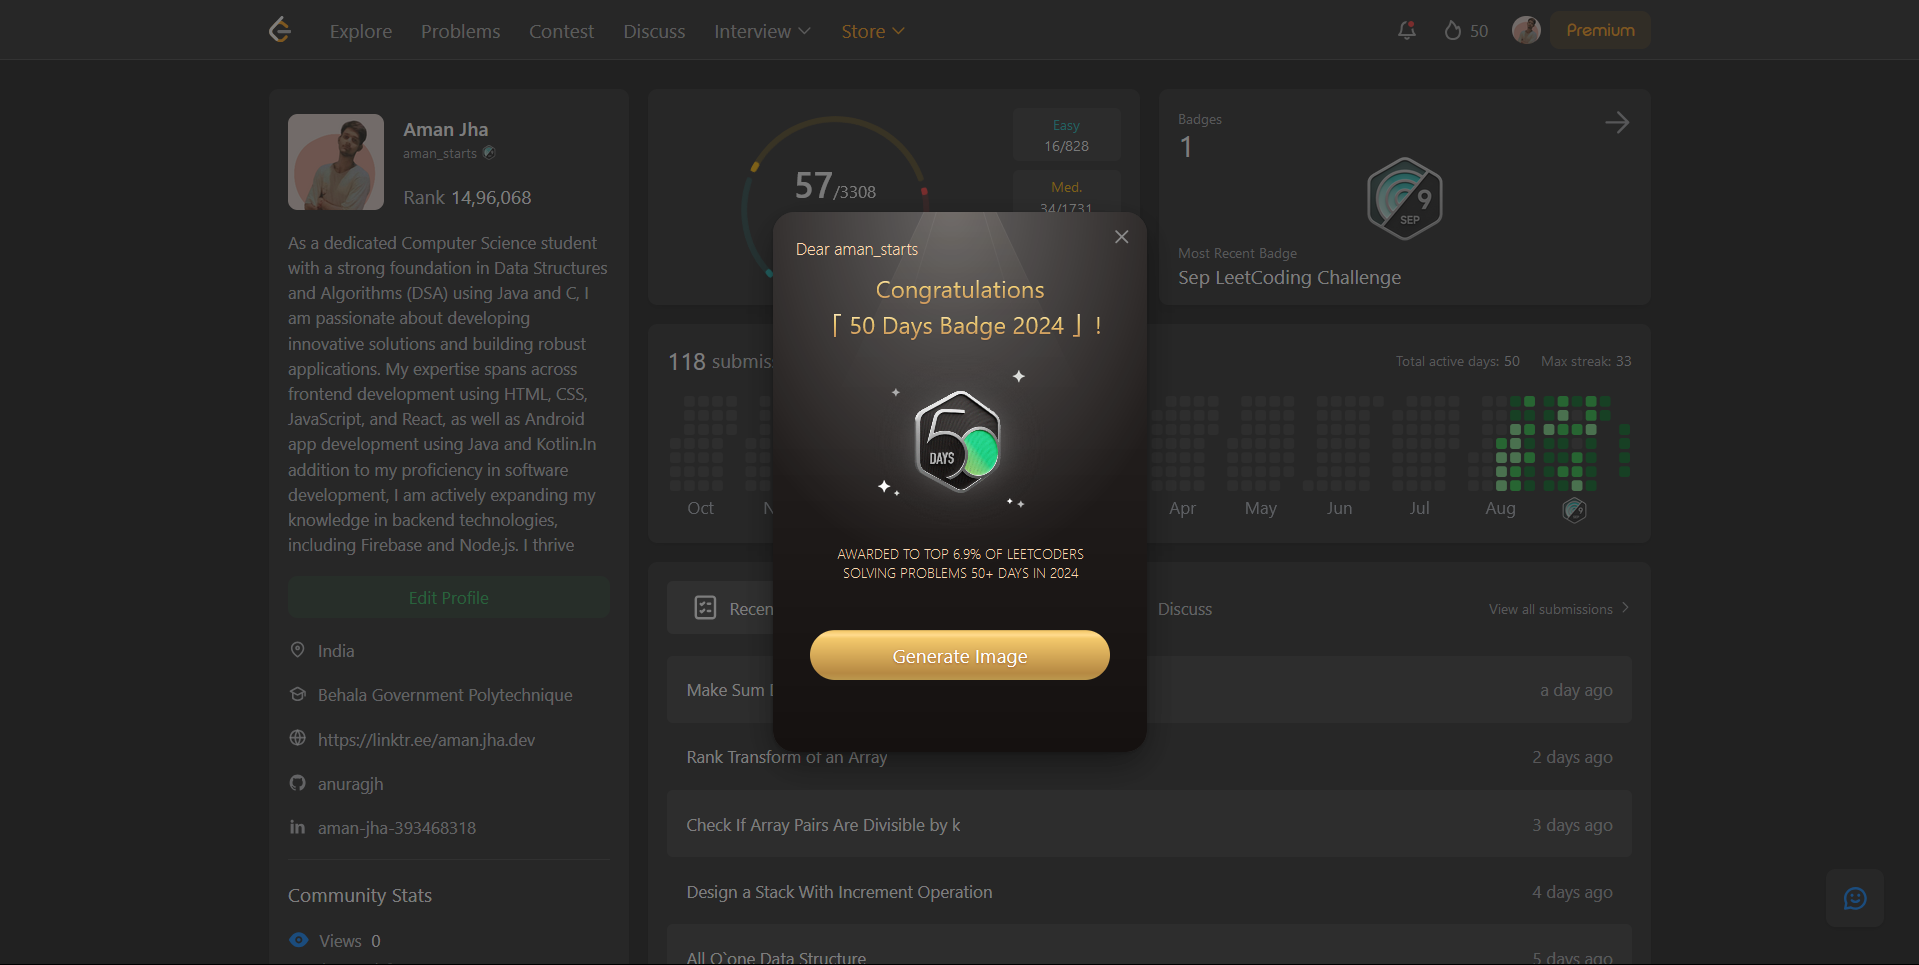 Explore Problems Contest Discuss Interview Store 50 Premium
Aman Jha
aman_starts
Rank 14,96,068
As a dedicated Computer Science student
with a strong foundation in Data Structures
and Algorithms (DSA) using Java and C, I
am passionate about developing
innovative solutions and building robust
applications. My expertise spans across
frontend development using HTML, CSS,
JavaScript, and React, as well as Android
app development using Java and Kotlin.In
addition to my proficiency in software
development, I am actively expanding my
knowledge in backend technologies,
including Firebase and Node.js. I thrive
Edit Profile
India
Behala Government Polytechnique
https://linktr.ee/aman.jha.dev
anuragjh
aman-jha-393468318
Community Stats
Views 0
57/3308
Easy
16/828
Med.
34/1731
Badges
1
9
SEP
Most Recent Badge
Sep LeetCoding Challenge
Dear aman_starts
Congratulations
「 50 Days Badge 2024 」 !
50
DAYS
AWARDED TO TOP 6.9% OF LEETCODERS
SOLVING PROBLEMS 50+ DAYS IN 2024
Generate Image
118 submiss
Total active days: 50 Max streak: 33
Oct N Apr May Jun Jul Aug
Recen
Discuss
View all submissions
Make Sum
a day ago
Rank Transform of an Array
2 days ago
Check If Array Pairs Are Divisible by k
3 days ago
Design a Stack With Increment Operation
4 days ago
All O`one Data Structure
5 days ago